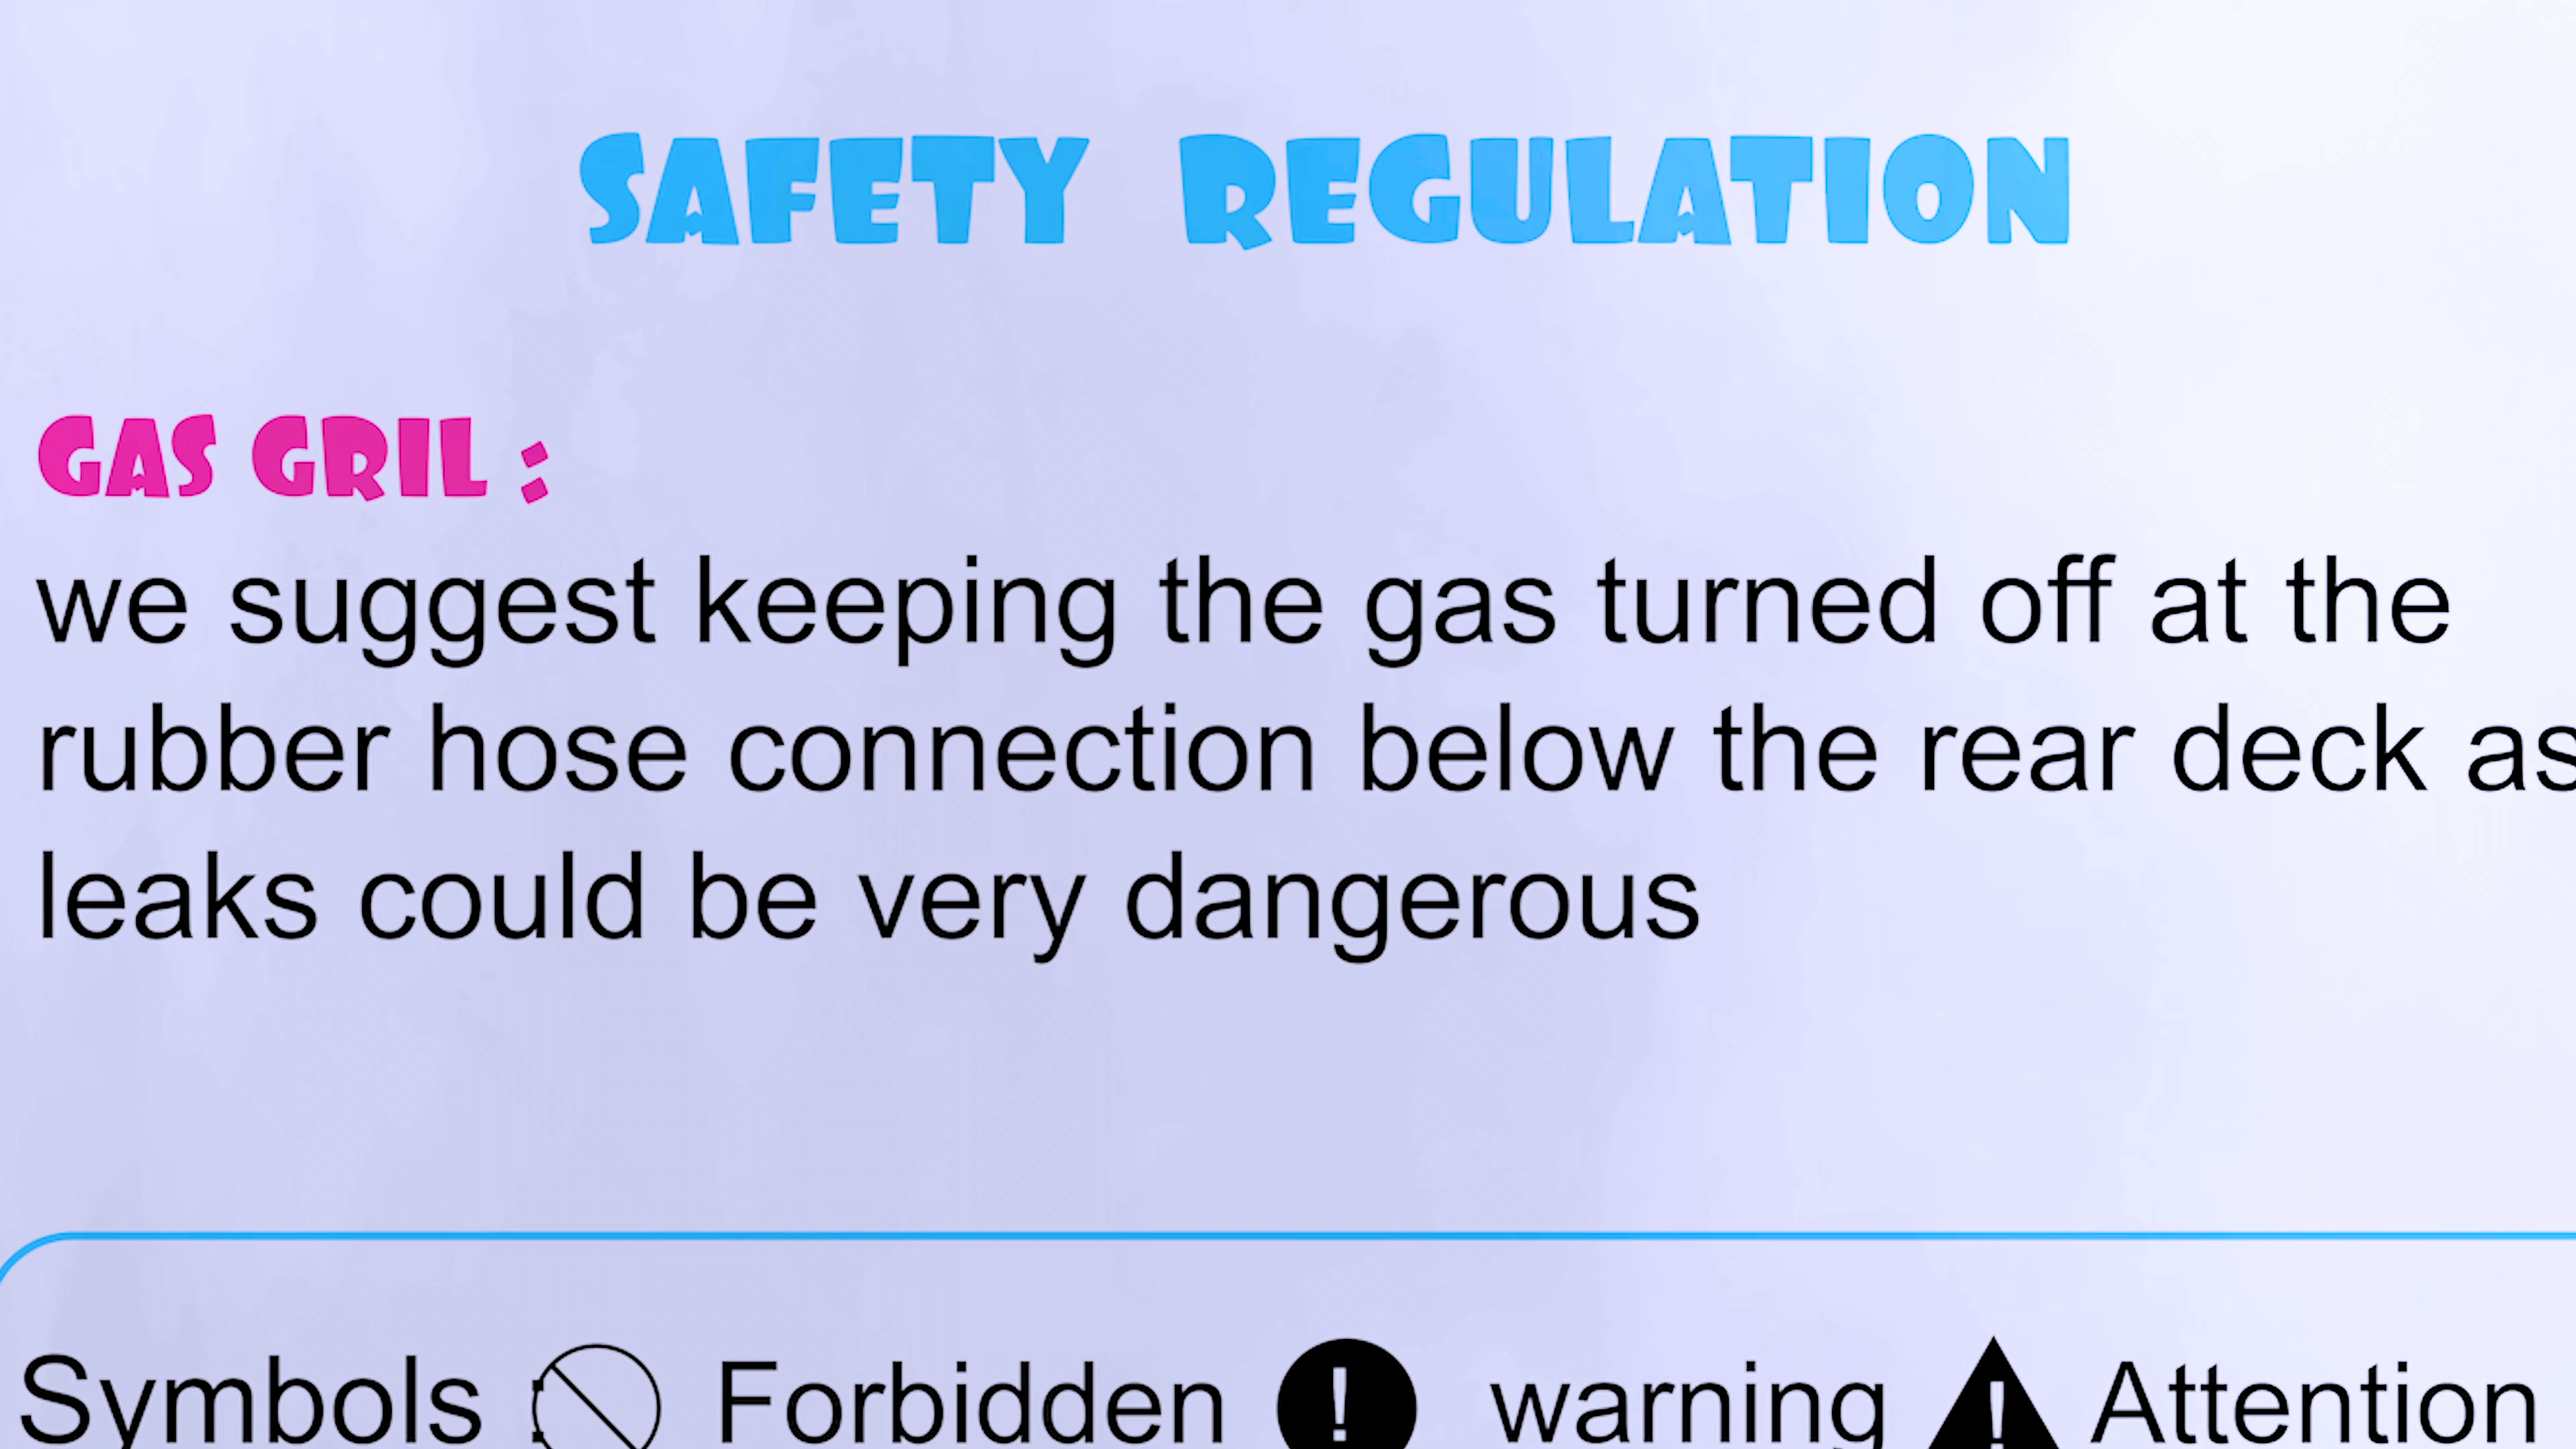 SAFETY REGULATION
GAS GRIL :
we suggest keeping the gas turned off at the
rubber hose connection below the rear deck as
leaks could be very dangerous
Symbols Forbidden ! warning ! Attention